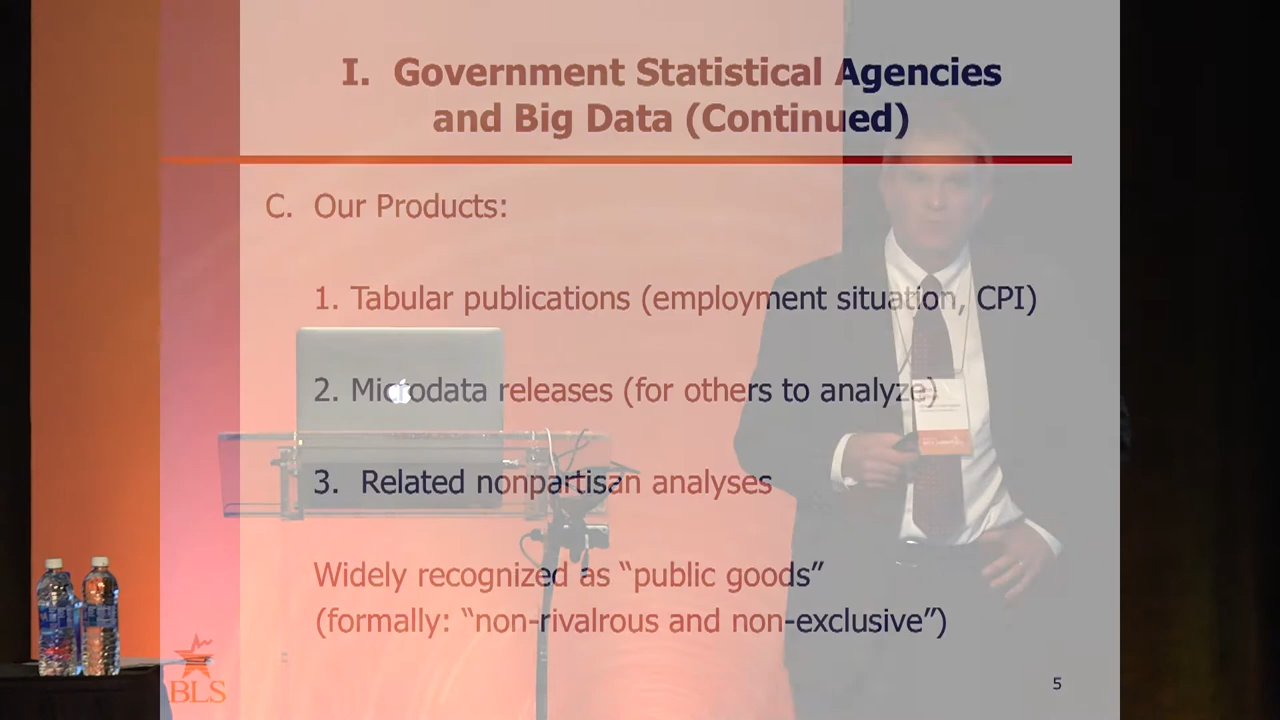 I. Government Statistical Agencies
and Big Data (Continued)
C. Our Products:
1. Tabular publications (employment situation, CPI)
2. Microdata releases (for others to analyze)
3. Related nonpartisan analyses
Widely recognized as “public goods”
(formally: “non-rivalrous and non-exclusive”)
BLS
5